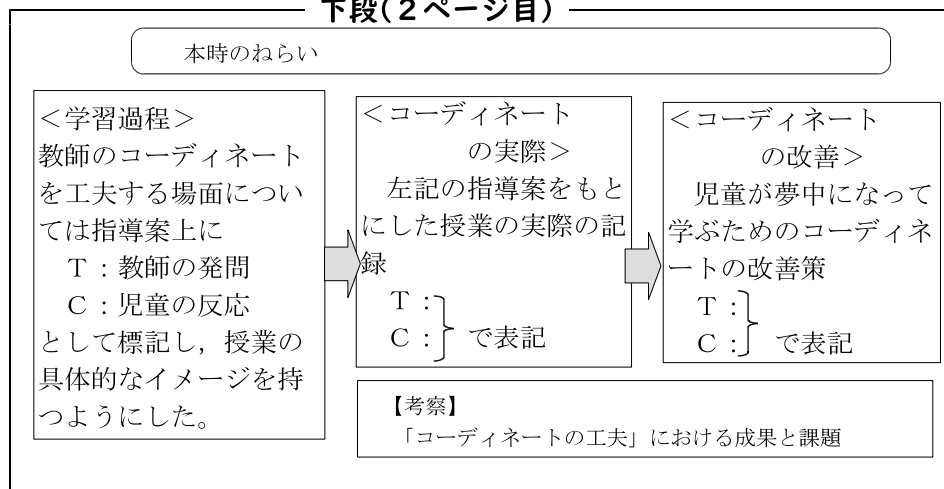 下段(２ページ目)
本時のねらい
＜学習過程＞
教師のコーディネート
を工夫する場面につい
ては指導案上に
Ｔ：教師の発問
Ｃ：児童の反応
として標記し，授業の
具体的なイメージを持
つようにした。
＜コーディネート
の実際＞
左記の指導案をもと
にした授業の実際の記
録
Ｔ：
Ｃ：
で表記
＜コーディネート
の改善＞
児童が夢中になって
学ぶためのコーディネ
ートの改善策
Ｔ：
Ｃ：
で表記
【考察】
「コーディネートの工夫」における成果と課題